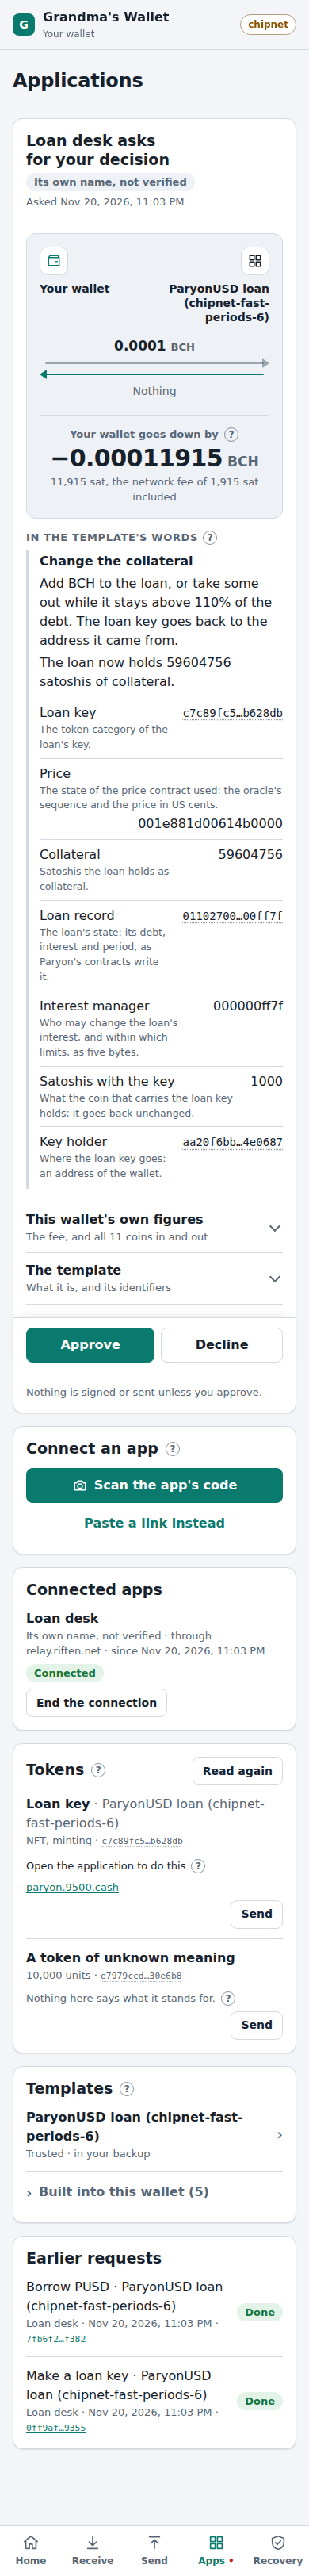 G
Grandma's Wallet
Your wallet
chipnet
Applications
Loan desk asks
for your decision
Its own name, not verified
Asked Nov 20, 2026, 11:03 PM
Your wallet
ParyonUSD loan
(chipnet-fast-
periods-6)
0.0001 BCH
Nothing
Your wallet goes down by ?
−0.00011915 BCH
11,915 sat, the network fee of 1,915 sat
included
IN THE TEMPLATE'S WORDS ?
Change the collateral
Add BCH to the loan, or take some
out while it stays above 110% of the
debt. The loan key goes back to the
address it came from.
The loan now holds 59604756
satoshis of collateral.
Loan key c7c89fc5…b628db
The token category of the
loan's key.
Price
The state of the price contract used: the oracle's
sequence and the price in US cents.
001e881d00614b0000
Collateral 59604756
Satoshis the loan holds as
collateral.
Loan record 01102700…00ff7f
The loan's state: its debt,
interest and period, as
Paryon's contracts write
it.
Interest manager 000000ff7f
Who may change the loan's
interest, and within which
limits, as five bytes.
Satoshis with the key 1000
What the coin that carries the loan key
holds; it goes back unchanged.
Key holder aa20f6bb…4e0687
Where the loan key goes:
an address of the wallet.
This wallet's own figures
The fee, and all 11 coins in and out
The template
What it is, and its identifiers
Approve
Decline
Nothing is signed or sent unless you approve.
Connect an app ?
Scan the app's code
Paste a link instead
Connected apps
Loan desk
Its own name, not verified · through
relay.riften.net · since Nov 20, 2026, 11:03 PM
Connected
End the connection
Tokens ?
Read again
Loan key · ParyonUSD loan (chipnet-
fast-periods-6)
NFT, minting · c7c89fc5…b628db
Open the application to do this ?
paryon.9500.cash
Send
A token of unknown meaning
10,000 units · e7979ccd…30e6b8
Nothing here says what it stands for. ?
Send
Templates ?
ParyonUSD loan (chipnet-fast-
periods-6)
Trusted · in your backup
Built into this wallet (5)
Earlier requests
Borrow PUSD · ParyonUSD loan
(chipnet-fast-periods-6)
Loan desk · Nov 20, 2026, 11:03 PM ·
7fb6f2…f382
Done
Make a loan key · ParyonUSD
loan (chipnet-fast-periods-6)
Loan desk · Nov 20, 2026, 11:03 PM ·
0ff9af…9355
Done
Home
Receive
Send
Apps
Recovery